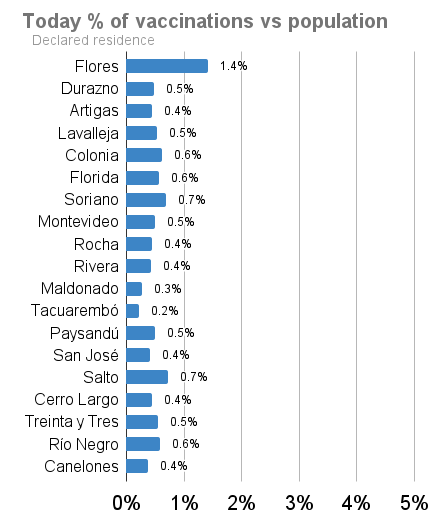 Today % of vaccinations vs population
Declared residence
Flores 1.4%
Durazno 0.5%
Artigas 0.4%
Lavalleja 0.5%
Colonia 0.6%
Florida 0.6%
Soriano 0.7%
Montevideo 0.5%
Rocha 0.4%
Rivera 0.4%
Maldonado 0.3%
Tacuarembó 0.2%
Paysandú 0.5%
San José 0.4%
Salto 0.7%
Cerro Largo 0.4%
Treinta y Tres 0.5%
Río Negro 0.6%
Canelones 0.4%
0% 1% 2% 3% 4% 5%